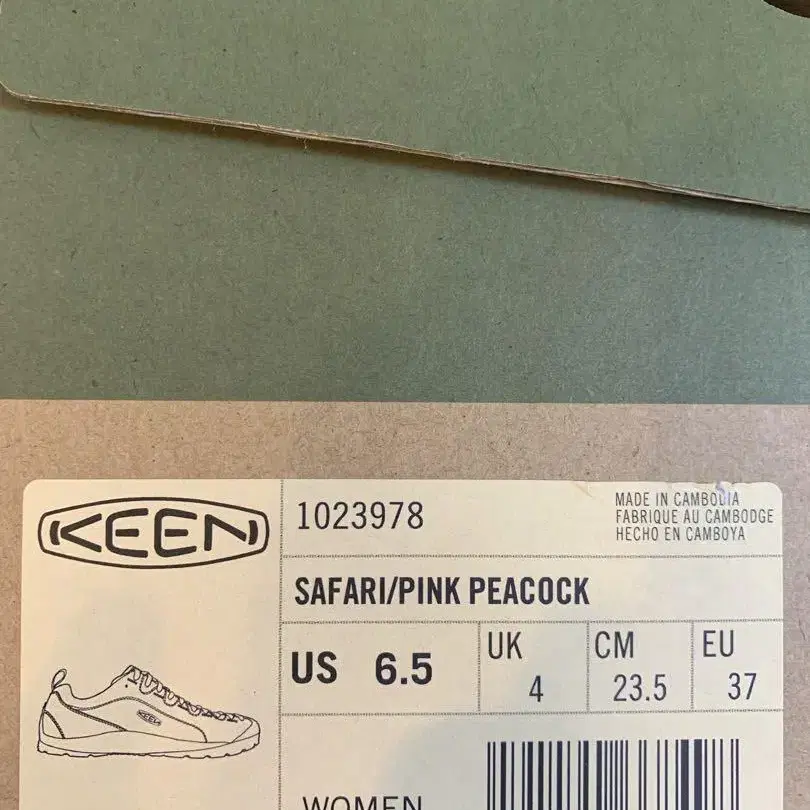 KEEN
1023978
MADE IN CAMBODIA
FABRIQUE AU CAMBODGE
HECHO EN CAMBOYA
SAFARI/PINK PEACOCK
US 6.5
UK 4
CM 23.5
EU 37
KEEN
WOMEN